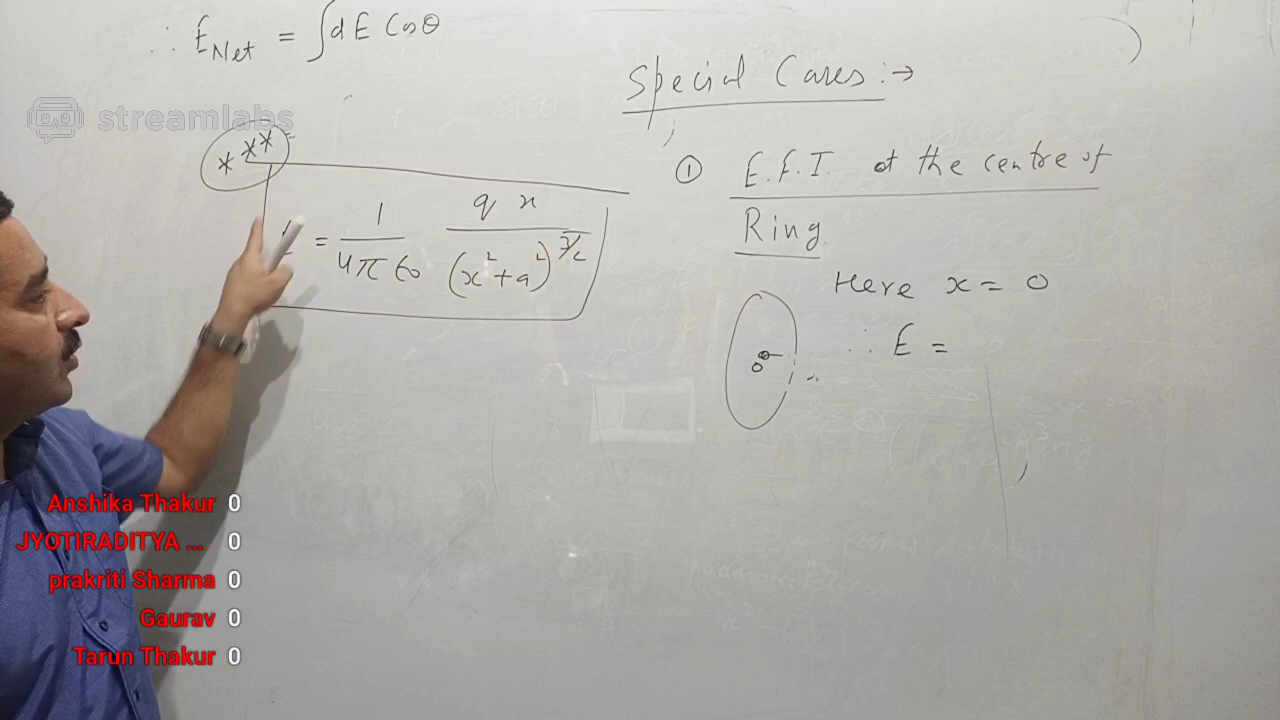 ∴ E_Net = ∫dE Cosθ
streamlabs
***
= 1/4πε₀ q x/(x²+a²)^3/2
Special Cases :→
① E.F.I. at the centre of
Ring
Here x = 0
∴ E =
Anshika Thakur 0
JYOTIRADITYA ... 0
prakriti Sharma 0
Gaurav 0
Tarun Thakur 0